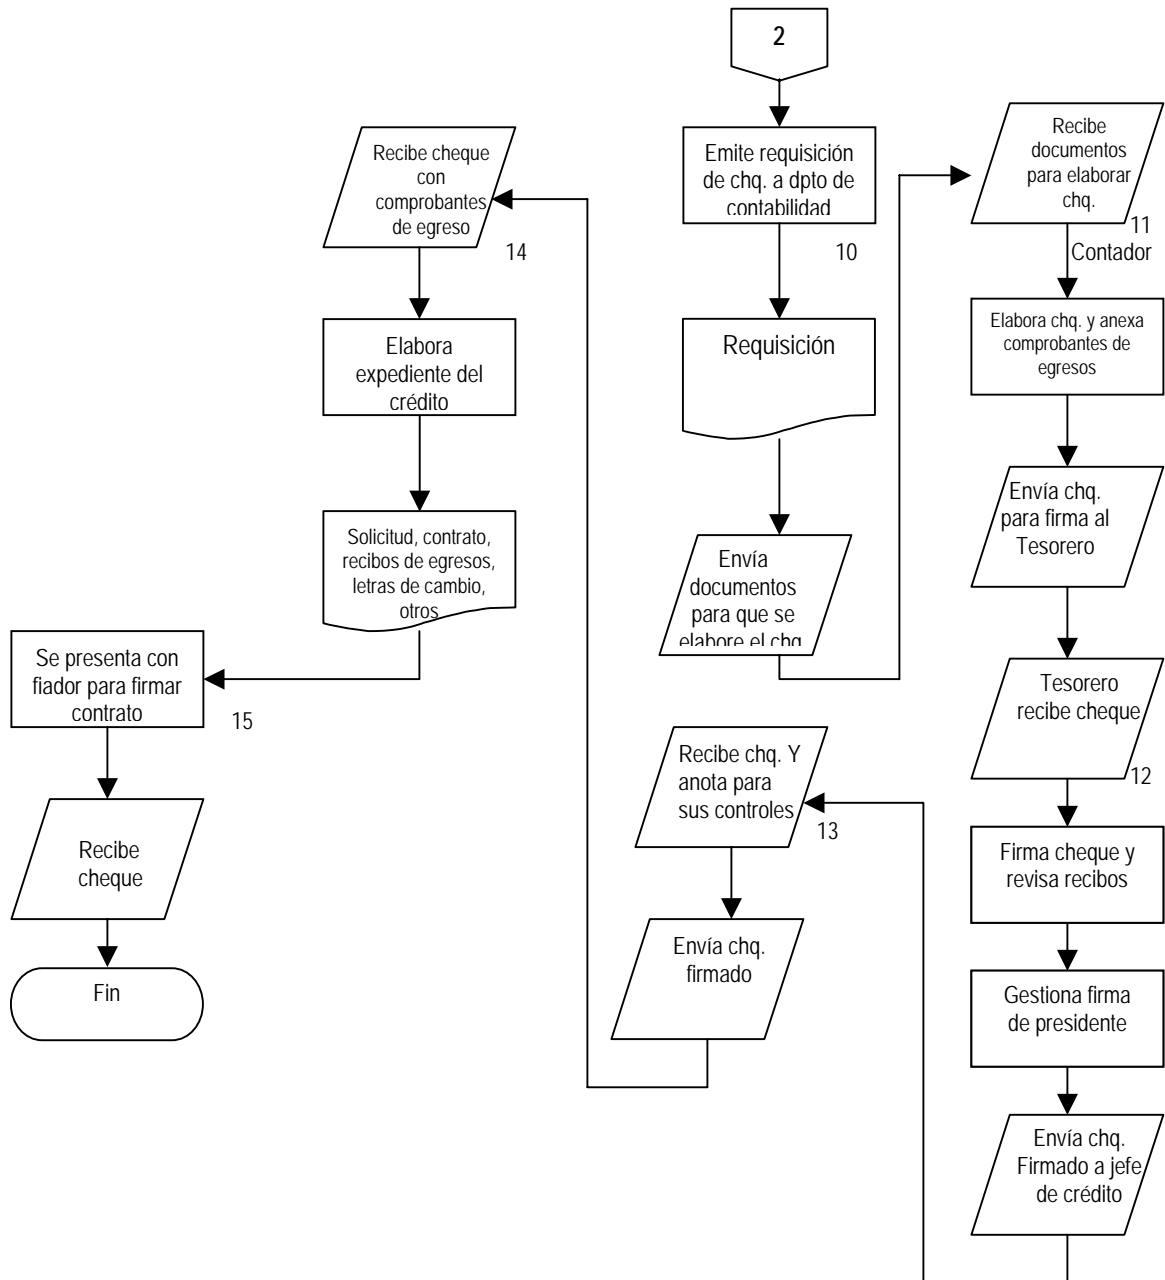 2
Emite requisición
de chq. a dpto de
contabilidad
10
Requisición
Envía
documentos
para que se
elabore el chq
Recibe
documentos
para elaborar
chq.
11
Contador
Elabora chq. y anexa
comprobantes de
egresos
Envía chq.
para firma al
Tesorero
Tesorero
recibe cheque
12
Firma cheque y
revisa recibos
Gestiona firma
de presidente
Envía chq.
Firmado a jefe
de crédito
Recibe chq. Y
anota para
sus controles
13
Envía chq.
firmado
Recibe cheque
con
comprobantes
de egreso
14
Elabora
expediente del
crédito
Solicitud, contrato,
recibos de egresos,
letras de cambio,
otros
Se presenta con
fiador para firmar
contrato
15
Recibe
cheque
Fin